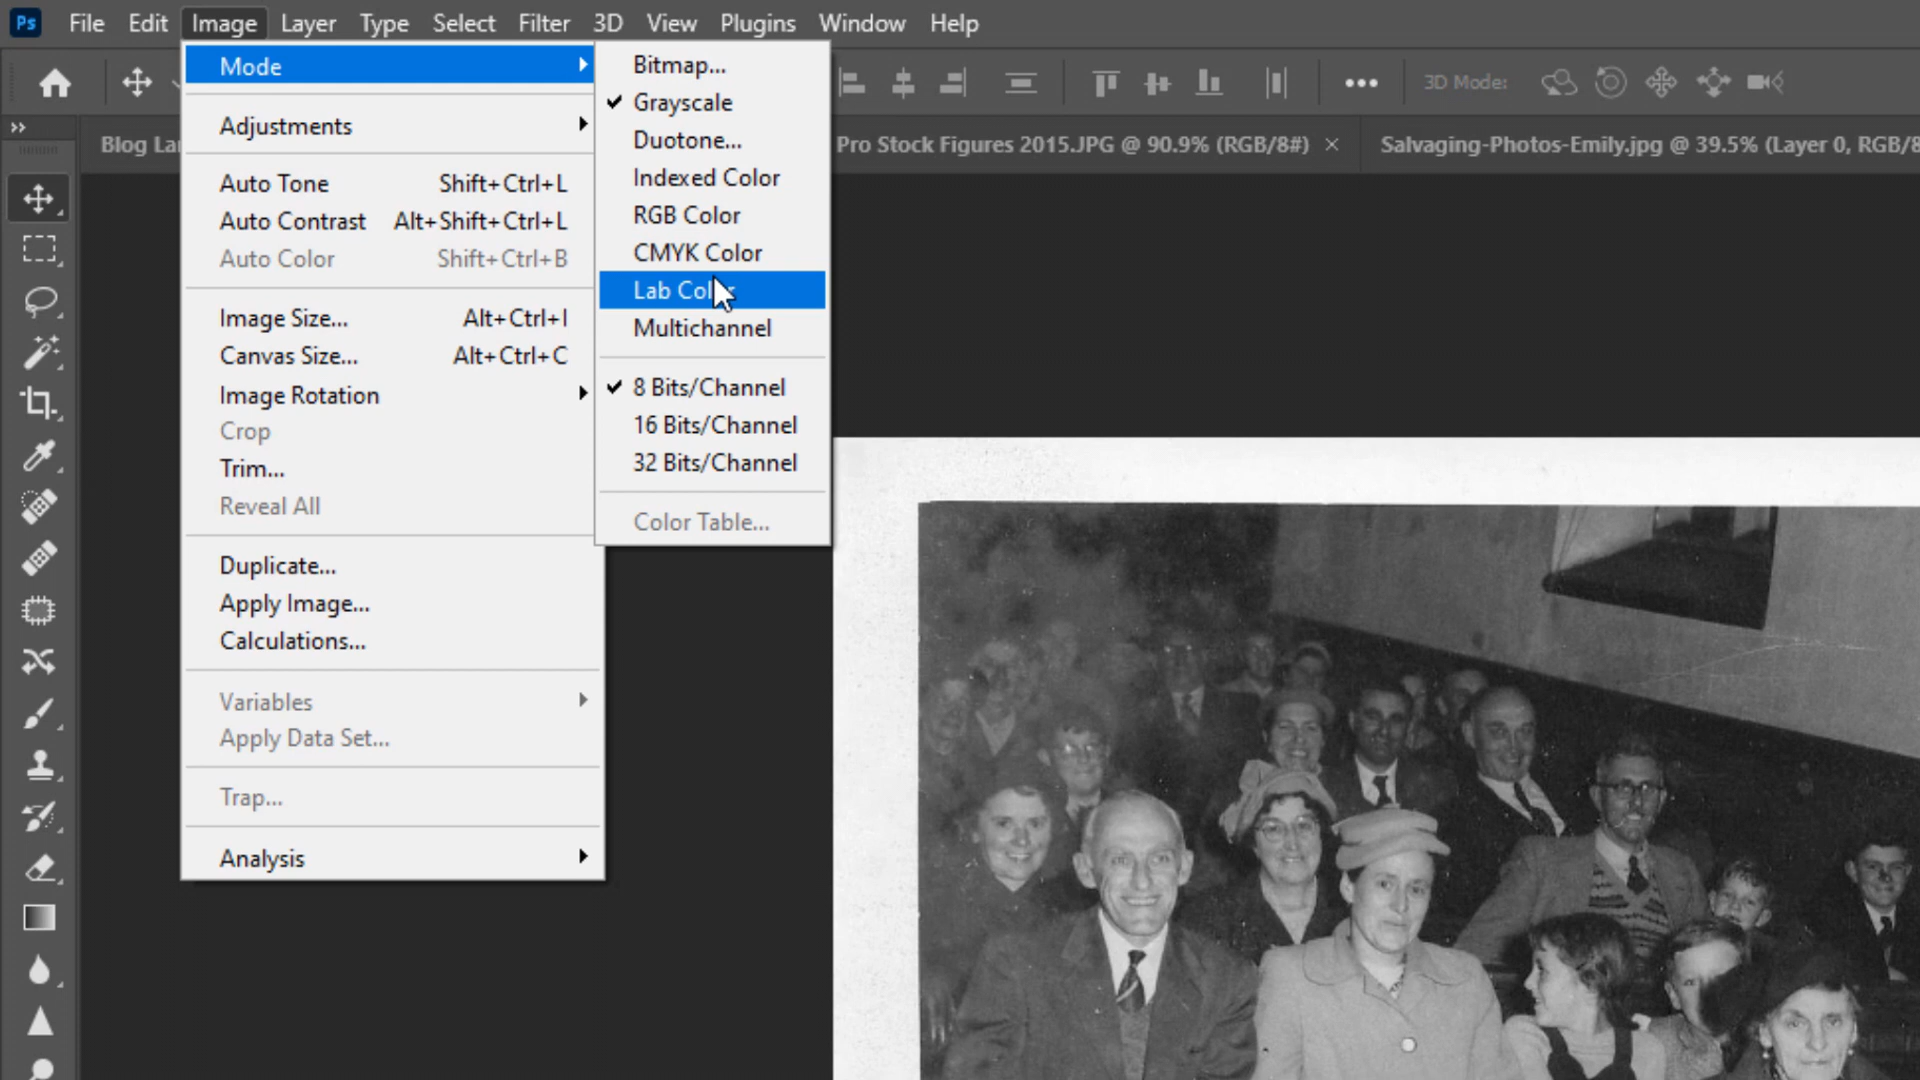 Ps File Edit Image Layer Type Select Filter 3D View Plugins Window Help
Mode
Adjustments
Auto Tone Shift+Ctrl+L
Auto Contrast Alt+Shift+Ctrl+L
Auto Color Shift+Ctrl+B
Image Size... Alt+Ctrl+I
Canvas Size... Alt+Ctrl+C
Image Rotation
Crop
Trim...
Reveal All
Duplicate...
Apply Image...
Calculations...
Variables
Apply Data Set...
Trap...
Analysis
Bitmap...
Grayscale
Duotone...
Indexed Color
RGB Color
CMYK Color
Lab Color
Multichannel
8 Bits/Channel
16 Bits/Channel
32 Bits/Channel
Color Table...
3D Mode:
Blog La
Pro Stock Figures 2015.JPG @ 90.9% (RGB/8#) ×
Salvaging-Photos-Emily.jpg @ 39.5% (Layer 0, RGB/8